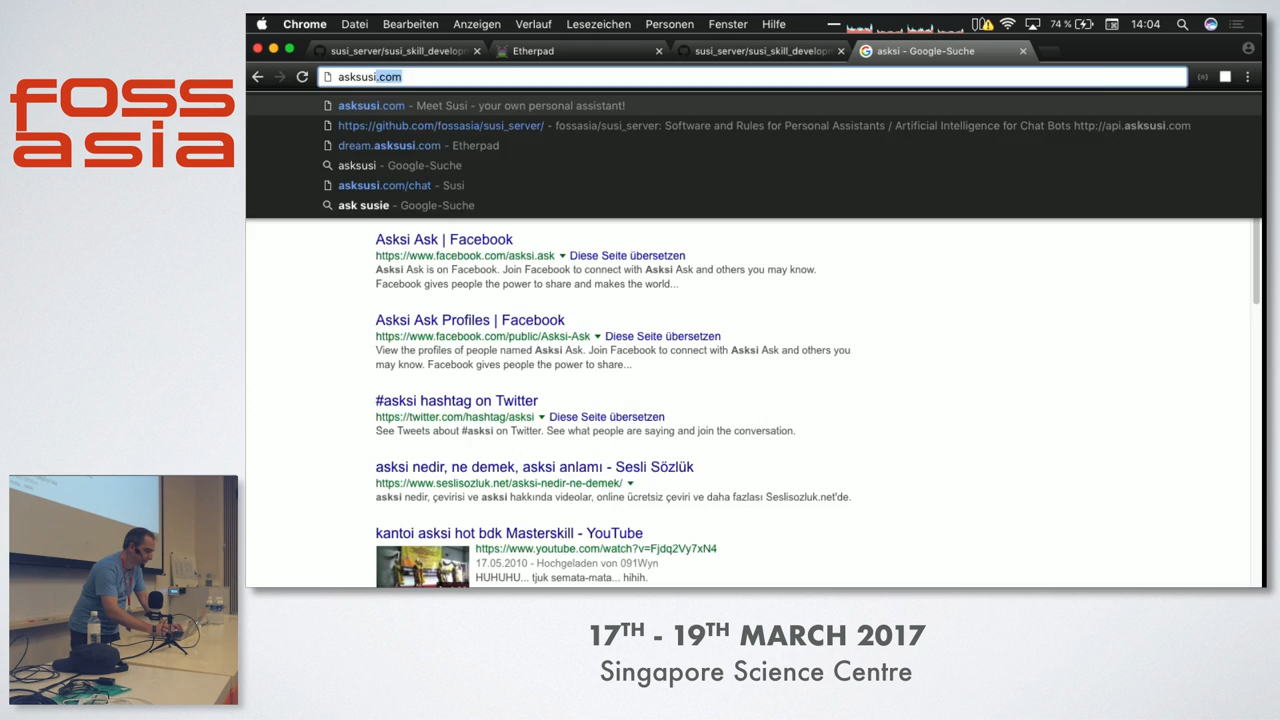 foss
asia
Chrome Datei Bearbeiten Anzeigen Verlauf Lesezeichen Personen Fenster Hilfe 74 % 14:04
susi_server/susi_skill_developm Etherpad susi_server/susi_skill_developm asksi - Google-Suche
asksusi.com
asksusi.com - Meet Susi - your own personal assistant!
https://github.com/fossasia/susi_server/ - fossasia/susi_server: Software and Rules for Personal Assistants / Artificial Intelligence for Chat Bots http://api.asksusi.com
dream.asksusi.com - Etherpad
asksusi - Google-Suche
asksusi.com/chat - Susi
ask susie - Google-Suche
Asksi Ask | Facebook
https://www.facebook.com/asksi.ask Diese Seite übersetzen
Asksi Ask is on Facebook. Join Facebook to connect with Asksi Ask and others you may know.
Facebook gives people the power to share and makes the world...
Asksi Ask Profiles | Facebook
https://www.facebook.com/public/Asksi-Ask Diese Seite übersetzen
View the profiles of people named Asksi Ask. Join Facebook to connect with Asksi Ask and others you
may know. Facebook gives people the power to share...
#asksi hashtag on Twitter
https://twitter.com/hashtag/asksi Diese Seite übersetzen
See Tweets about #asksi on Twitter. See what people are saying and join the conversation.
asksi nedir, ne demek, asksi anlamı - Sesli Sözlük
https://www.seslisozluk.net/asksi-nedir-ne-demek/
asksi nedir, çevirisi ve asksi hakkında videolar, online ücretsiz çeviri ve daha fazlası Seslisozluk.net'de.
kantoi asksi hot bdk Masterskill - YouTube
https://www.youtube.com/watch?v=Fjdq2Vy7xN4
17.05.2010 - Hochgeladen von 091Wyn
HUHUHU... tjuk semata-mata... hihih.
17TH - 19TH MARCH 2017
Singapore Science Centre